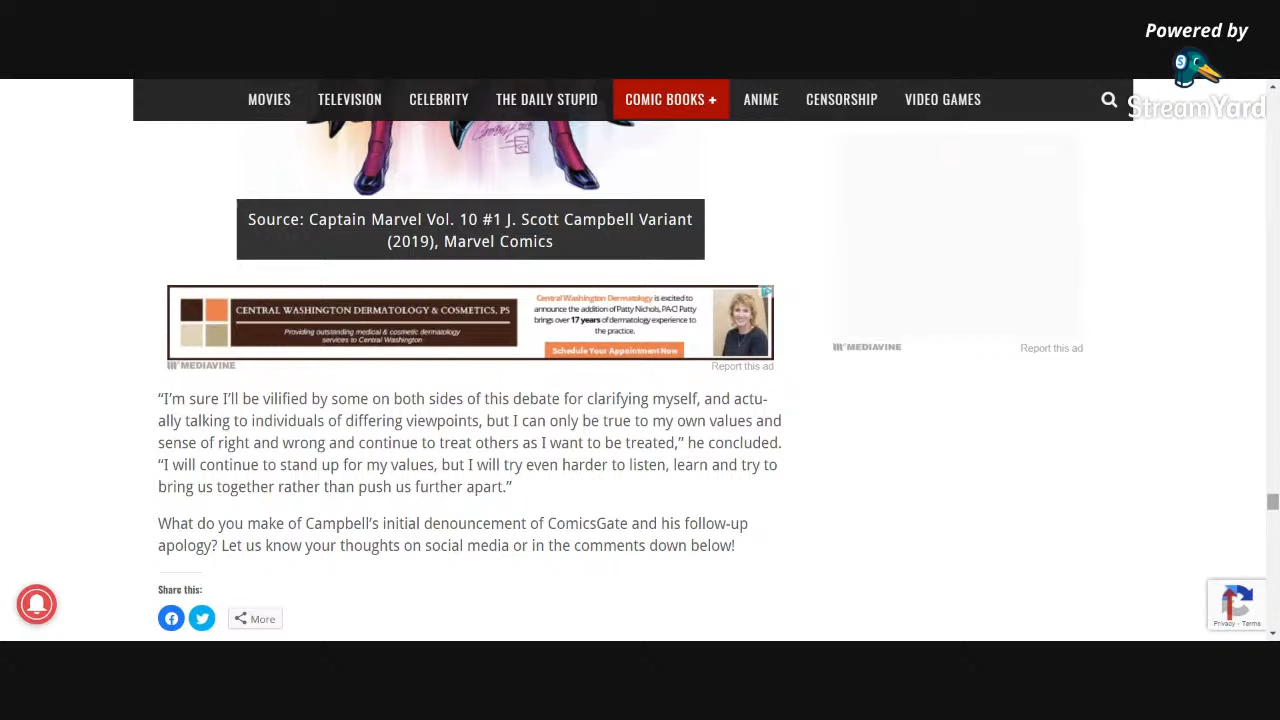 Powered by
StreamYard
MOVIES TELEVISION CELEBRITY THE DAILY STUPID COMIC BOOKS + ANIME CENSORSHIP VIDEO GAMES
Source: Captain Marvel Vol. 10 #1 J. Scott Campbell Variant
(2019), Marvel Comics
CENTRAL WASHINGTON DERMATOLOGY & COSMETICS, PS
Providing outstanding medical & cosmetic dermatology
services to Central Washington
Central Washington Dermatology is excited to
announce the addition of Patty Nichols, PA-C! Patty
brings over 17 years of dermatology experience to
the practice.
Schedule Your Appointment Now
MEDIAVINE
Report this ad
MEDIAVINE
Report this ad
“I’m sure I’ll be vilified by some on both sides of this debate for clarifying myself, and actu-
ally talking to individuals of differing viewpoints, but I can only be true to my own values and
sense of right and wrong and continue to treat others as I want to be treated,” he concluded.
“I will continue to stand up for my values, but I will try even harder to listen, learn and try to
bring us together rather than push us further apart.”
What do you make of Campbell’s initial denouncement of ComicsGate and his follow-up
apology? Let us know your thoughts on social media or in the comments down below!
Share this:
More
Privacy - Terms